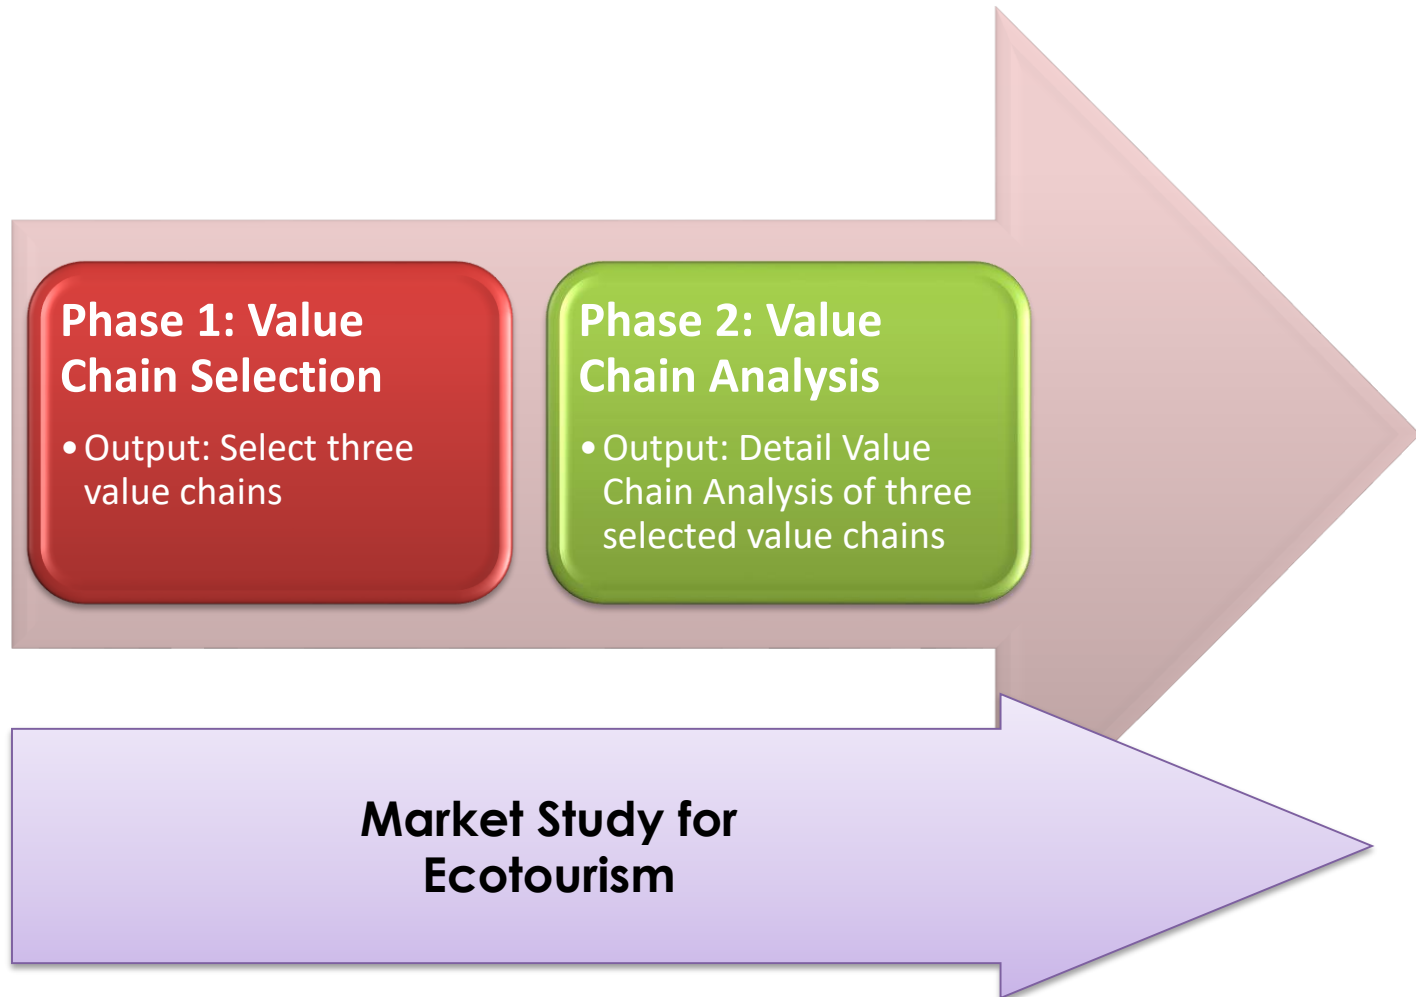 Phase 1: Value
Chain Selection
• Output: Select three
value chains
Phase 2: Value
Chain Analysis
• Output: Detail Value
Chain Analysis of three
selected value chains
Market Study for
Ecotourism